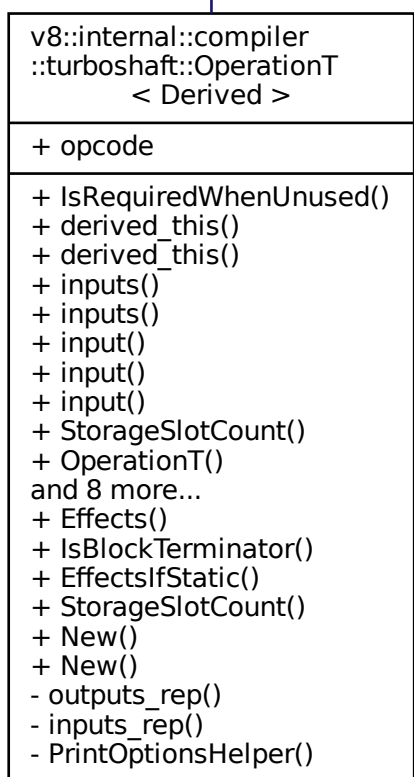 v8::internal::compiler
::turboshaft::OperationT
< Derived >
+ opcode
+ IsRequiredWhenUnused()
+ derived_this()
+ derived_this()
+ inputs()
+ inputs()
+ input()
+ input()
+ input()
+ StorageSlotCount()
+ OperationT()
and 8 more...
+ Effects()
+ IsBlockTerminator()
+ EffectsIfStatic()
+ StorageSlotCount()
+ New()
+ New()
- outputs_rep()
- inputs_rep()
- PrintOptionsHelper()